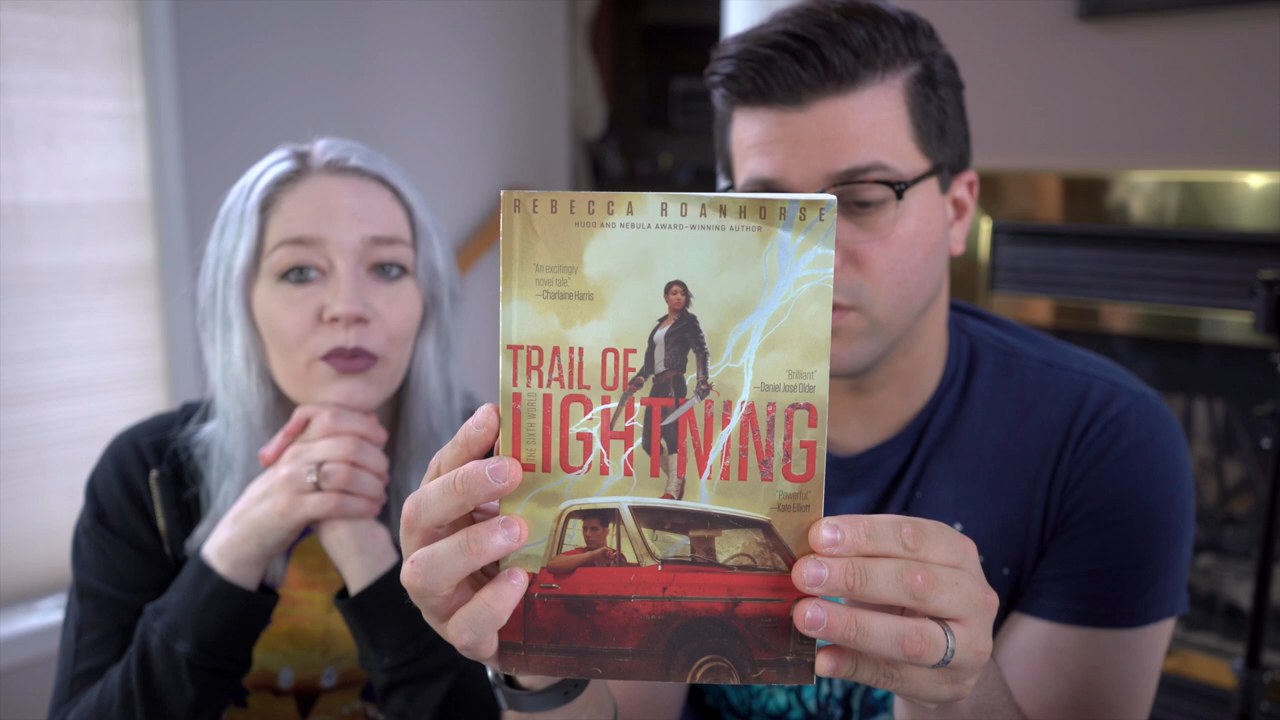 REBECCA ROANHORSE
HUGO AND NEBULA AWARD–WINNING AUTHOR
"An excitingly
novel tale."
—Charlaine Harris
TRAIL OF
"Brilliant"
—Daniel José Older
THE SIXTH WORLD
LIGHTNING
"Powerful"
—Kate Elliott